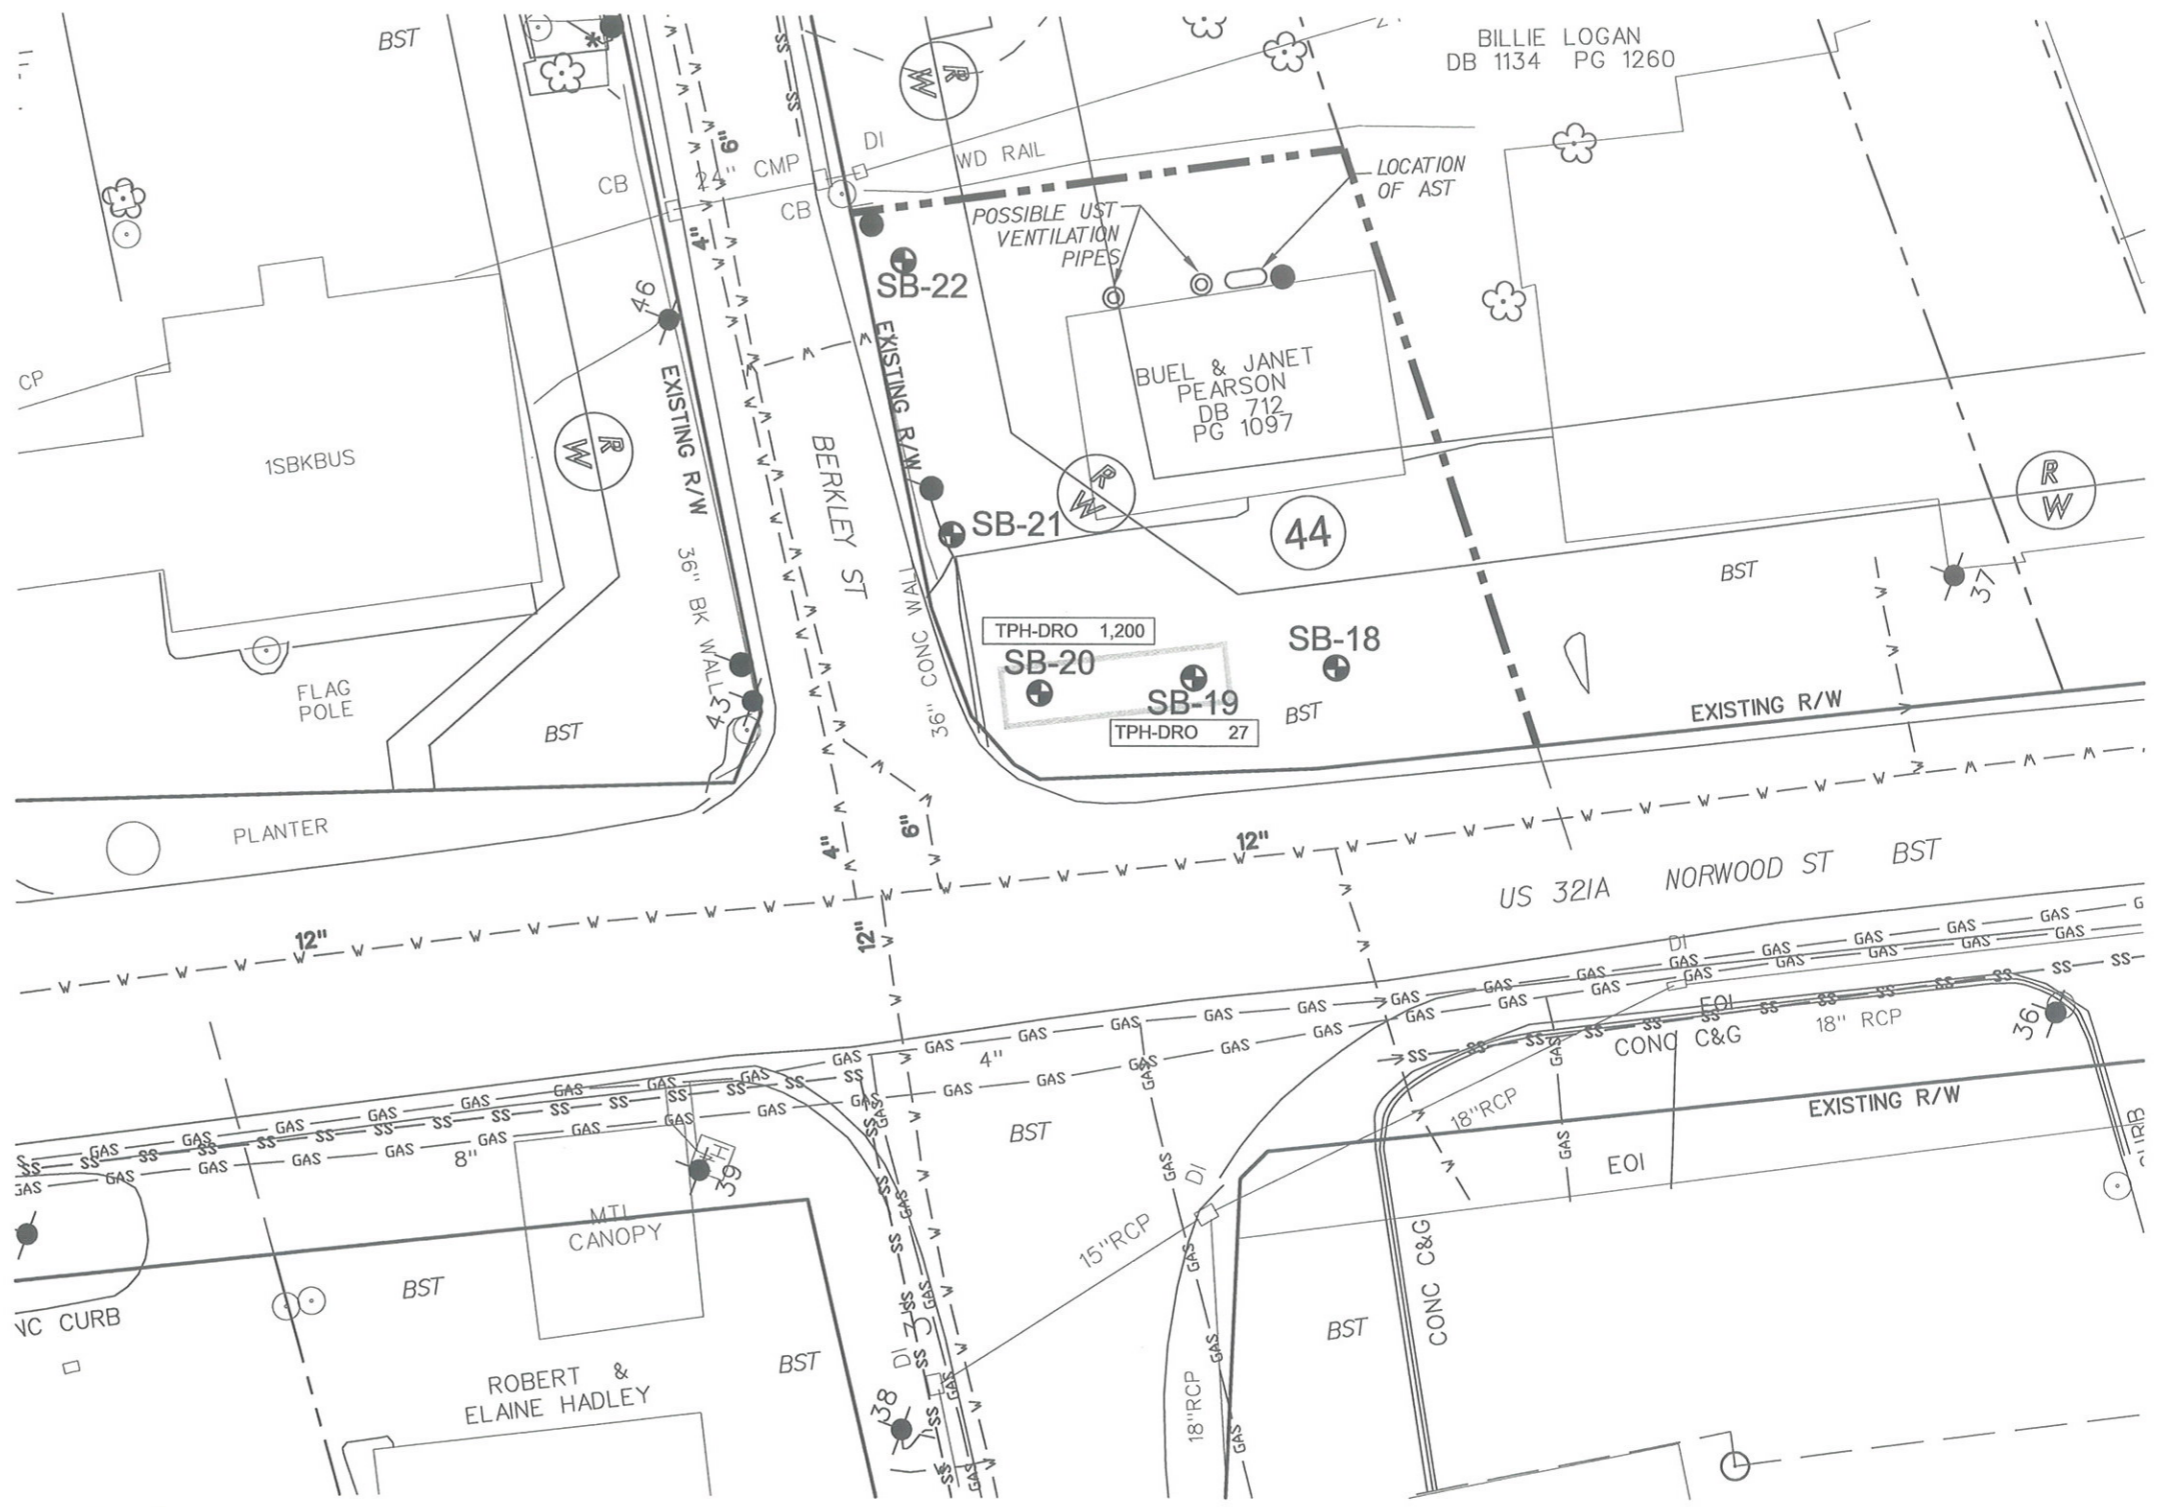 BST
BILLIE LOGAN
DB 1134 PG 1260
R
W
6"
DI
WD RAIL
24" CMP
CB
CB
LOCATION
OF AST
POSSIBLE UST
VENTILATION
PIPES
4"
SB-22
46
CP
1SBKBUS
EXISTING R/W
R
W
EXISTING R/W
BERKLEY ST
BUEL & JANET
PEARSON
DB 712
PG 1097
R
W
R
W
SB-21
44
BST
37
36" BK WALL
36" CONC WALL
TPH-DRO 1,200
SB-20
SB-18
SB-19
TPH-DRO 27
BST
EXISTING R/W
FLAG
POLE
43
BST
PLANTER
4"
6"
12"
12"
12"
US 321A NORWOOD ST BST
DI
EOI
CONC C&G
18" RCP
36
4"
8"
39
MTL
CANOPY
BST
18"RCP
EXISTING R/W
EOI
CURB
DI
15"RCP
CONC C&G
BST
NC CURB
BST
BST
ROBERT &
ELAINE HADLEY
DI
38
18"RCP
W
SS
GAS